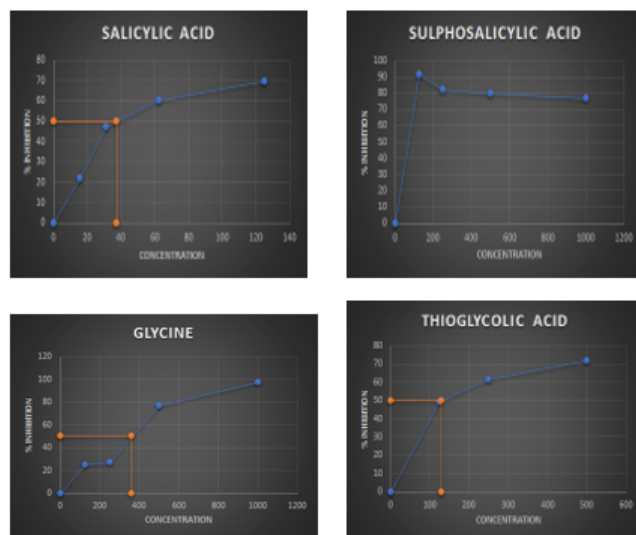 SALICYLIC ACID
80
70
60
50
40
30
20
10
0
% INHIBITION
0 20 40 60 80 100 120 140
CONCENTRATION
SULPHOSALICYLIC ACID
100
90
80
70
60
50
40
30
20
10
0
% INHIBITION
0 200 400 600 800 1000 1200
CONCENTRATION
GLYCINE
120
100
80
60
40
20
0
% INHIBITION
0 200 400 600 800 1000 1200
CONCENTRATION
THIOGLYCOLIC ACID
80
70
60
50
40
30
20
10
0
% INHIBITION
0 100 200 300 400 500 600
CONCENTRATION